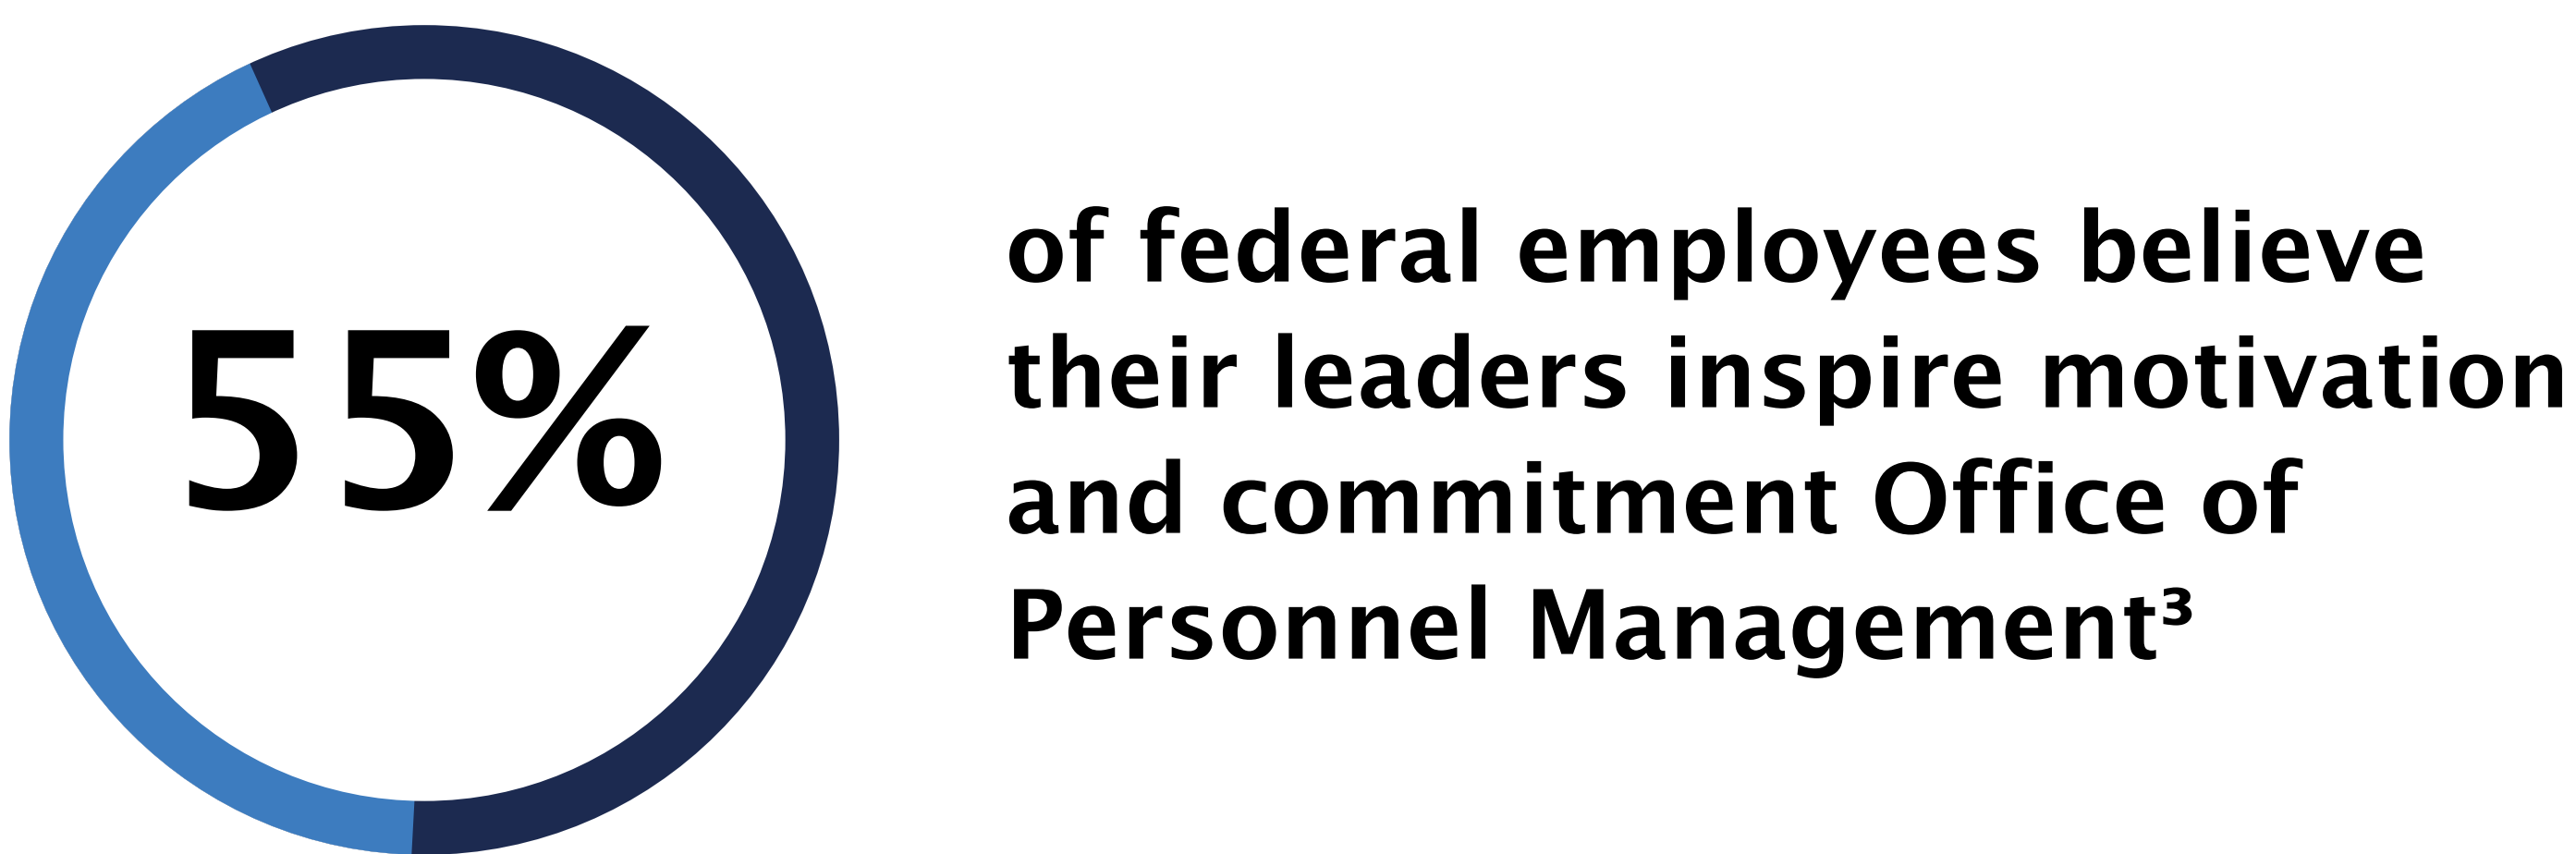 55%
of federal employees believe
their leaders inspire motivation
and commitment Office of
Personnel Management³